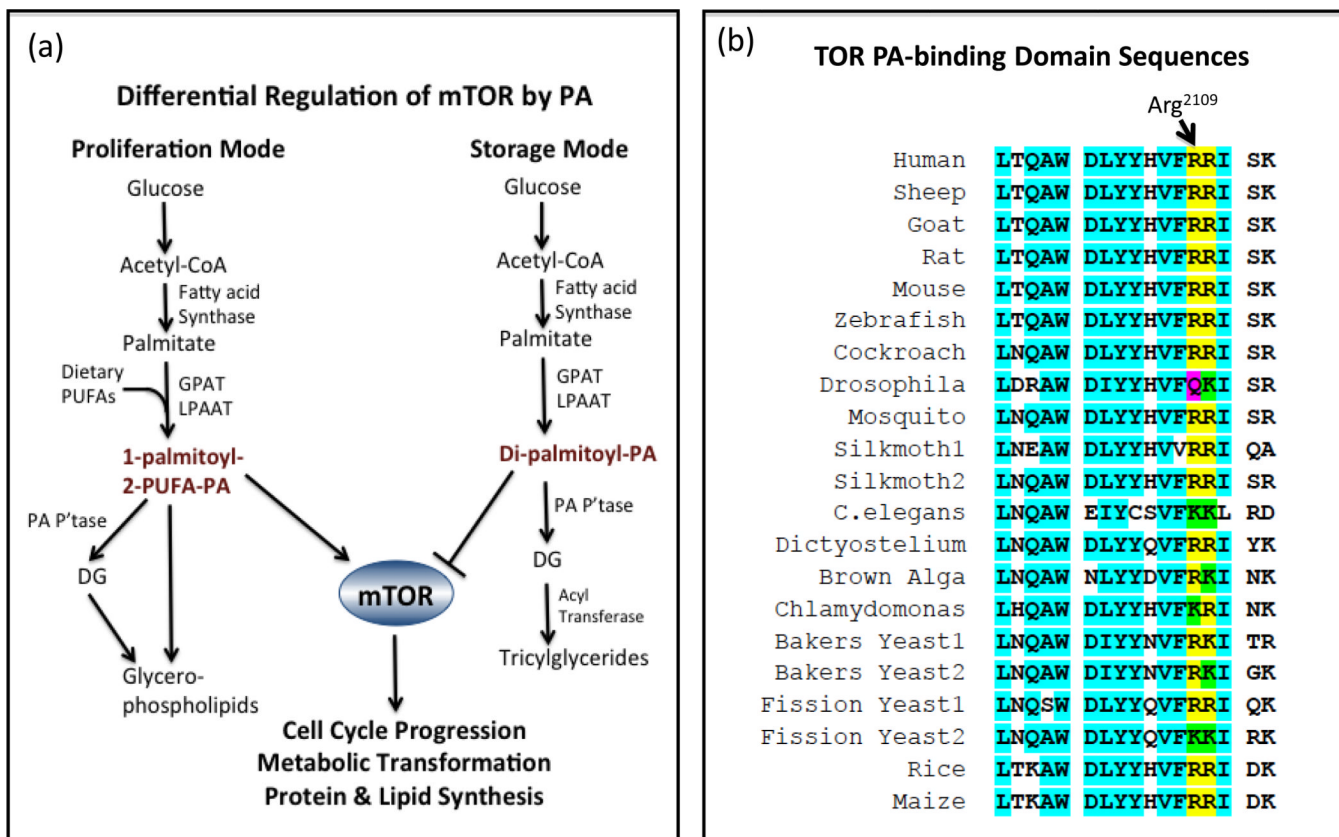 (a)
Differential Regulation of mTOR by PA
Proliferation Mode
Glucose
Acetyl-CoA
Fatty acid
Synthase
Palmitate
Dietary
PUFAs
GPAT
LPAAT
1-palmitoyl-
2-PUFA-PA
PA P'tase
DG
Glycero-
phospholipids
Storage Mode
Glucose
Acetyl-CoA
Fatty acid
Synthase
Palmitate
GPAT
LPAAT
Di-palmitoyl-PA
PA P'tase
DG
Acyl
Transferase
Tricylglycerides
mTOR
Cell Cycle Progression
Metabolic Transformation
Protein & Lipid Synthesis
(b)
TOR PA-binding Domain Sequences
Arg2109
Human LTQAW DLYYHVFRRI SK
Sheep LTQAW DLYYHVFRRI SK
Goat LTQAW DLYYHVFRRI SK
Rat LTQAW DLYYHVFRRI SK
Mouse LTQAW DLYYHVFRRI SK
Zebrafish LTQAW DLYYHVFRRI SK
Cockroach LNQAW DLYYHVFRRI SR
Drosophila LDRAW DIYYHVFQKI SR
Mosquito LNQAW DLYYHVFRRI SR
Silkmoth1 LNEAW DLYYHVVRRI QA
Silkmoth2 LNQAW DLYYHVFRRI SR
C.elegans LNQAW EIYCSVFKKL RD
Dictyostelium LNQAW DLYYQVFRRI YK
Brown Alga LNQAW NLYYDVFRKI NK
Chlamydomonas LHQAW DLYYHVFKRI NK
Bakers Yeast1 LNQAW DIYYNVFRKI TR
Bakers Yeast2 LNQAW DIYYNVFRKI GK
Fission Yeast1 LNQSW DLYYQVFRRI QK
Fission Yeast2 LNQAW DLYYQVFKKI RK
Rice LTKAW DLYYHVFRRI DK
Maize LTKAW DLYYHVFRRI DK